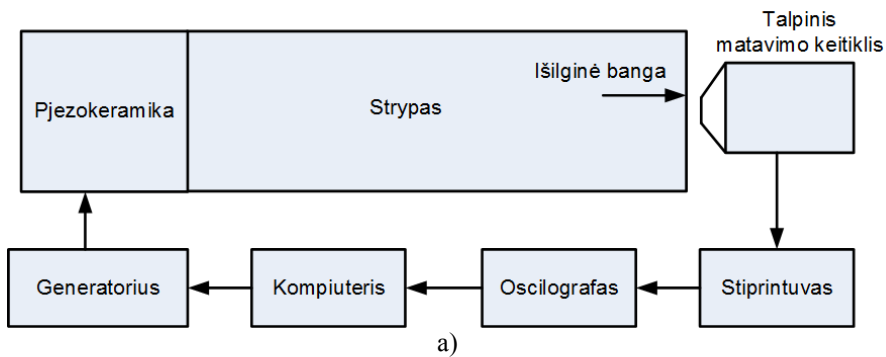 Talpinis
matavimo keitiklis
Išilginė banga
Pjezokeramika
Strypas
Generatorius
Kompiuteris
Oscilografas
Stiprintuvas
a)